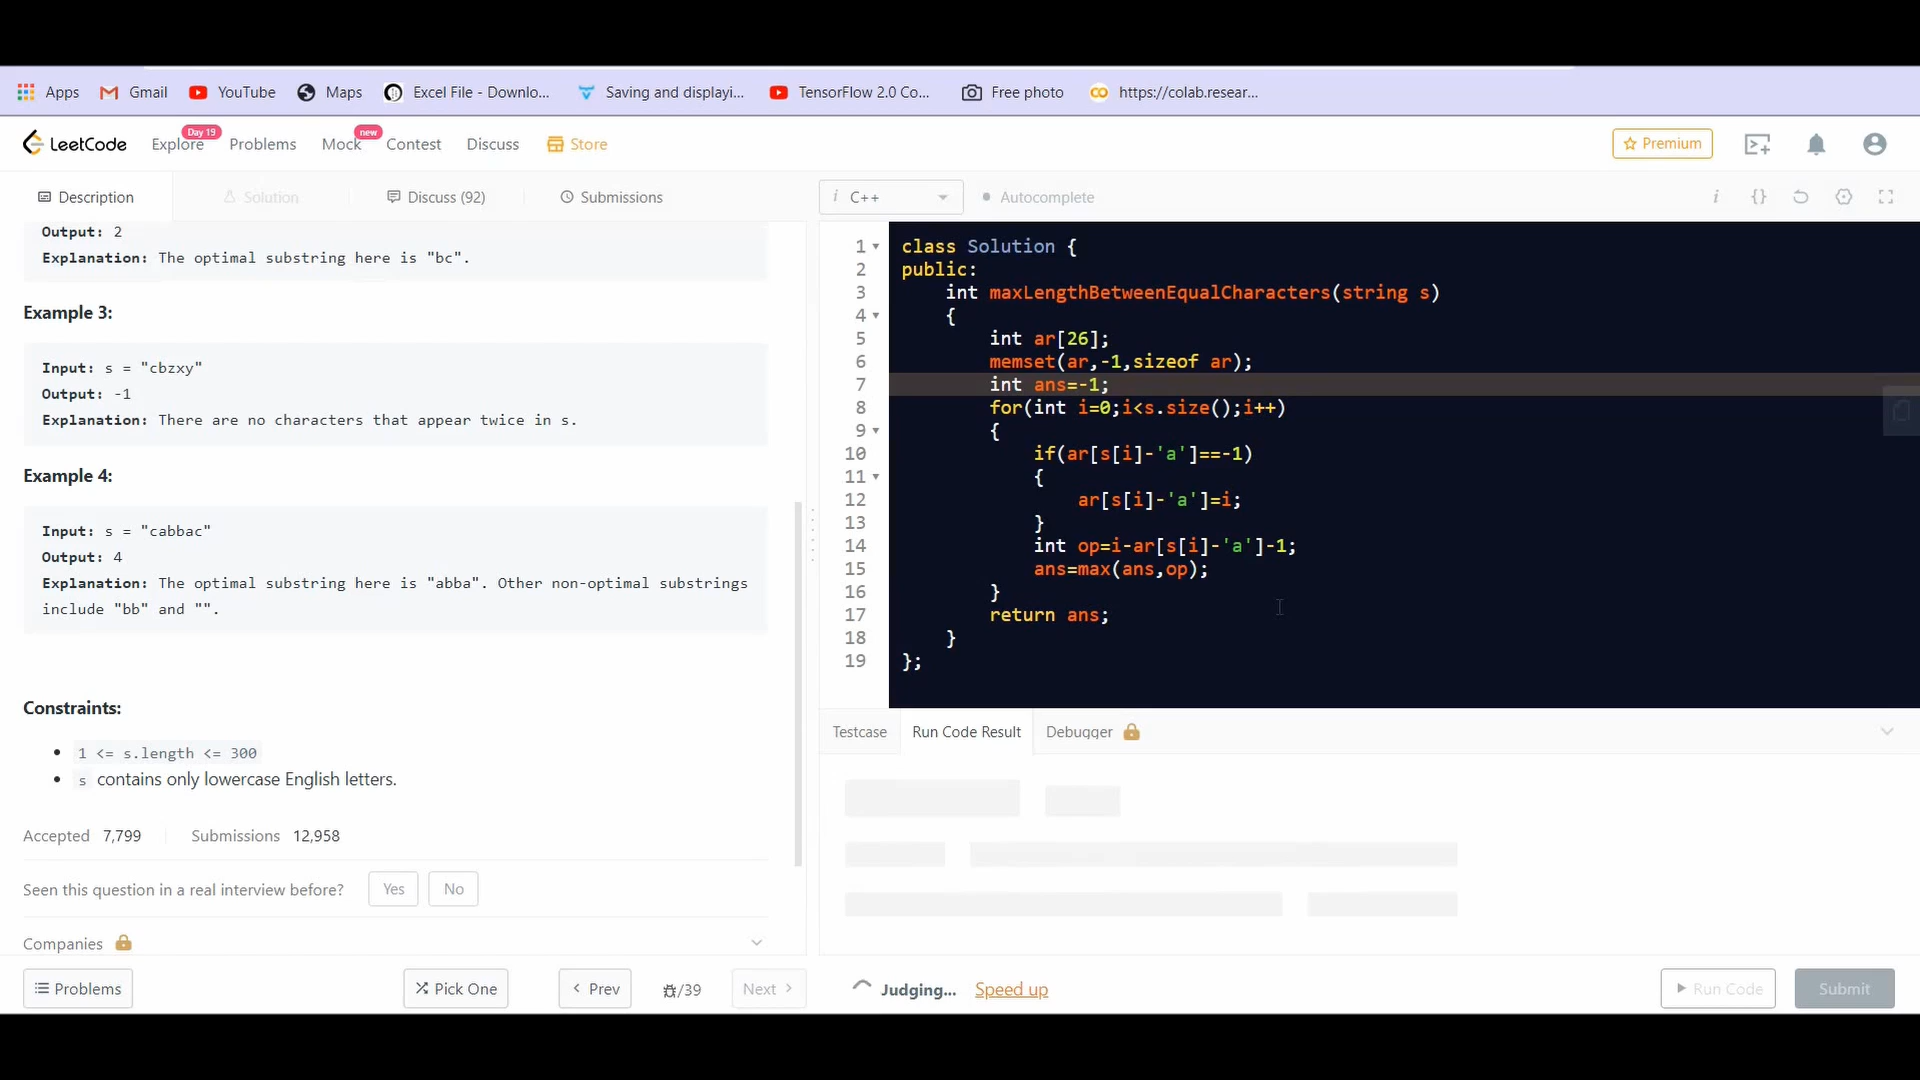 Apps Gmail YouTube Maps Excel File - Downlo... Saving and displayi... TensorFlow 2.0 Co... Free photo https://colab.resear...
LeetCode Explore Day 19 Problems Mock new Contest Discuss Store Premium
Description Solution Discuss (92) Submissions
Output: 2
Explanation: The optimal substring here is "bc".
Example 3:
Input: s = "cbzxy"
Output: -1
Explanation: There are no characters that appear twice in s.
Example 4:
Input: s = "cabbac"
Output: 4
Explanation: The optimal substring here is "abba". Other non-optimal substrings
include "bb" and "".
Constraints:
1 <= s.length <= 300
s contains only lowercase English letters.
Accepted 7,799 Submissions 12,958
Seen this question in a real interview before? Yes No
Companies
Problems Pick One Prev /39 Next
i C++ Autocomplete i {}
1 class Solution {
2 public:
3 int maxLengthBetweenEqualCharacters(string s)
4 {
5 int ar[26];
6 memset(ar,-1,sizeof ar);
7 int ans=-1;
8 for(int i=0;i<s.size();i++)
9 {
10 if(ar[s[i]-'a']==-1)
11 {
12 ar[s[i]-'a']=i;
13 }
14 int op=i-ar[s[i]-'a']-1;
15 ans=max(ans,op);
16 }
17 return ans;
18 }
19 };
Testcase Run Code Result Debugger
Judging... Speed up Run Code Submit